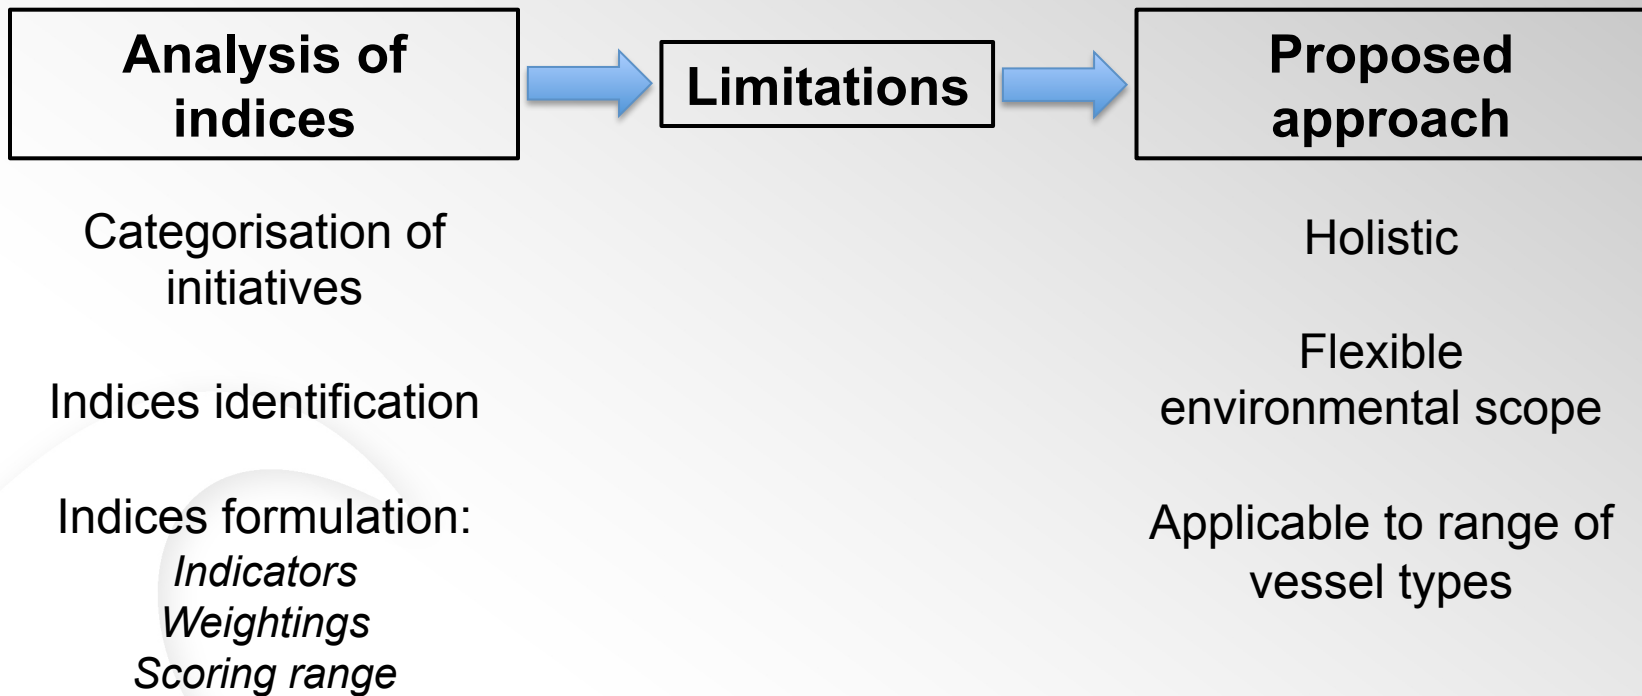 Analysis of
indices
Limitations
Proposed
approach
Categorisation of
initiatives
Indices identification
Indices formulation:
Indicators
Weightings
Scoring range
Holistic
Flexible
environmental scope
Applicable to range of
vessel types